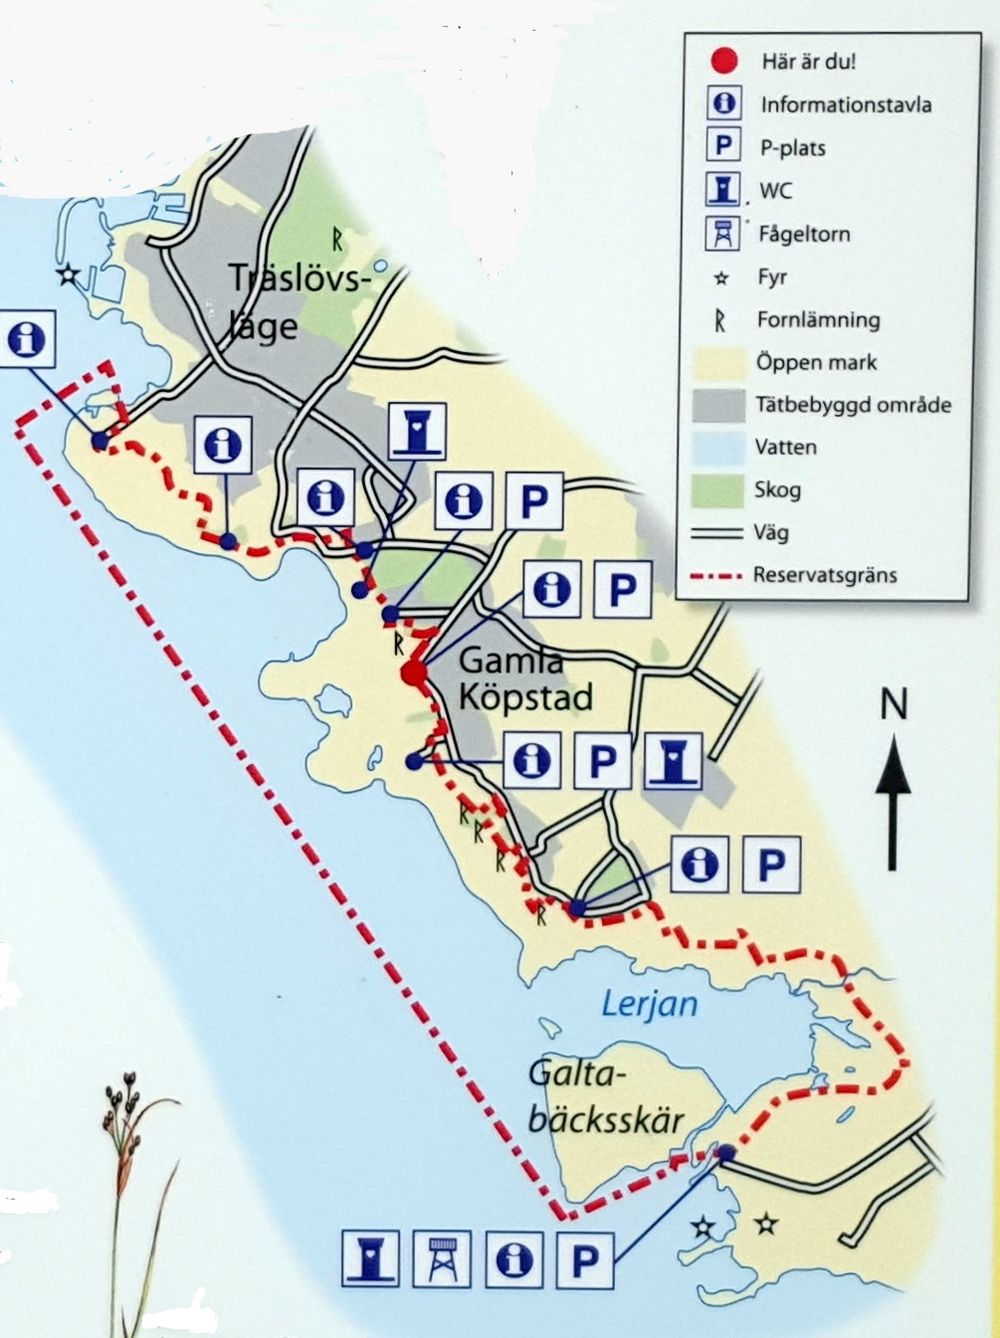 Här är du!
Informationstavla
P P-plats
WC
Fågeltorn
Fyr
R Fornlämning
Öppen mark
Tätbebyggd område
Vatten
Skog
Väg
Reservatsgräns
R
Träslövs-
läge
i
i
i
i P
i P
R
Gamla
Köpstad
N
i P
R
R
R
i P
R
Lerjan
Galta-
bäcksskär
i P